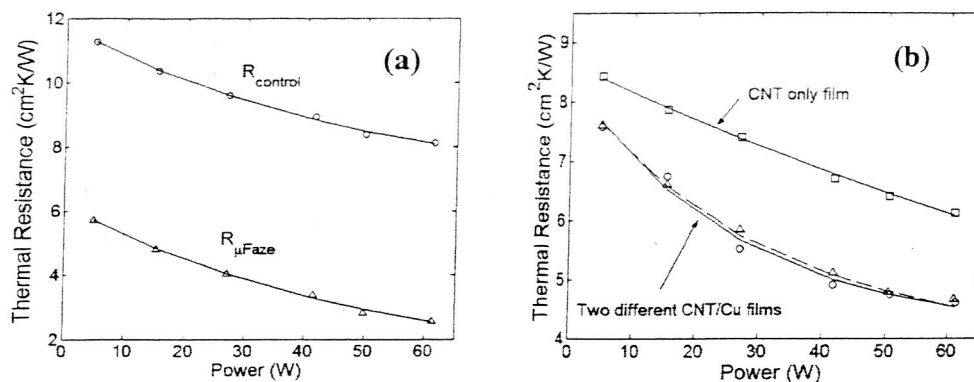 12
10
8
6
4
2
0
10
20
30
40
50
60
Power (W)
Thermal Resistance (cm²K/W)
(a)
Rcontrol
RμFaze
9
8
7
6
5
4
0
10
20
30
40
50
60
Power (W)
Thermal Resistance (cm²K/W)
(b)
CNT only film
Two different CNT/Cu films